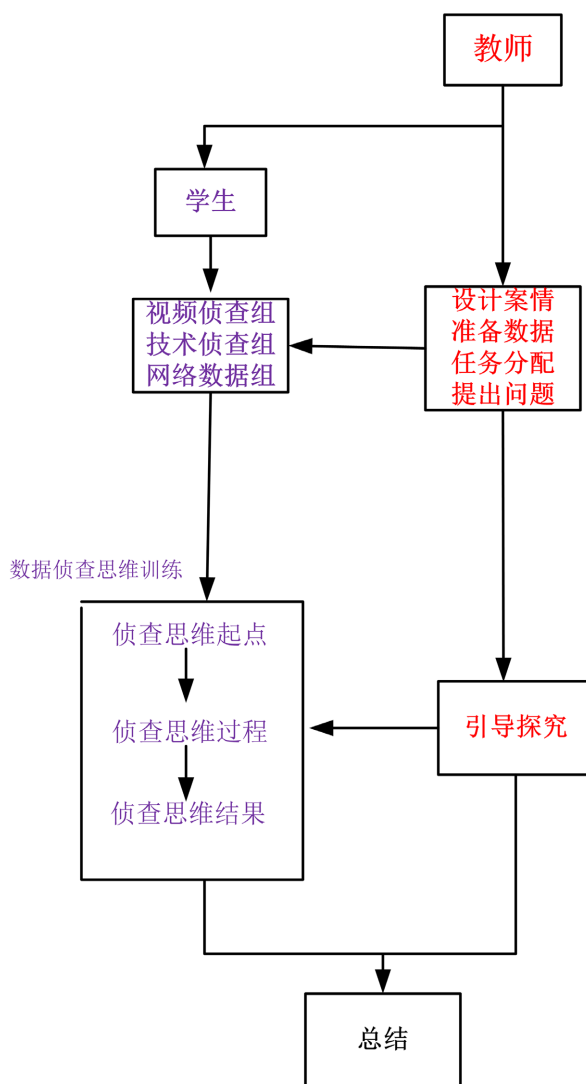 教师
学生
设计案情
准备数据
任务分配
提出问题
视频侦查组
技术侦查组
网络数据组
数据侦查思维训练
侦查思维起点
侦查思维过程
侦查思维结果
引导探究
总结